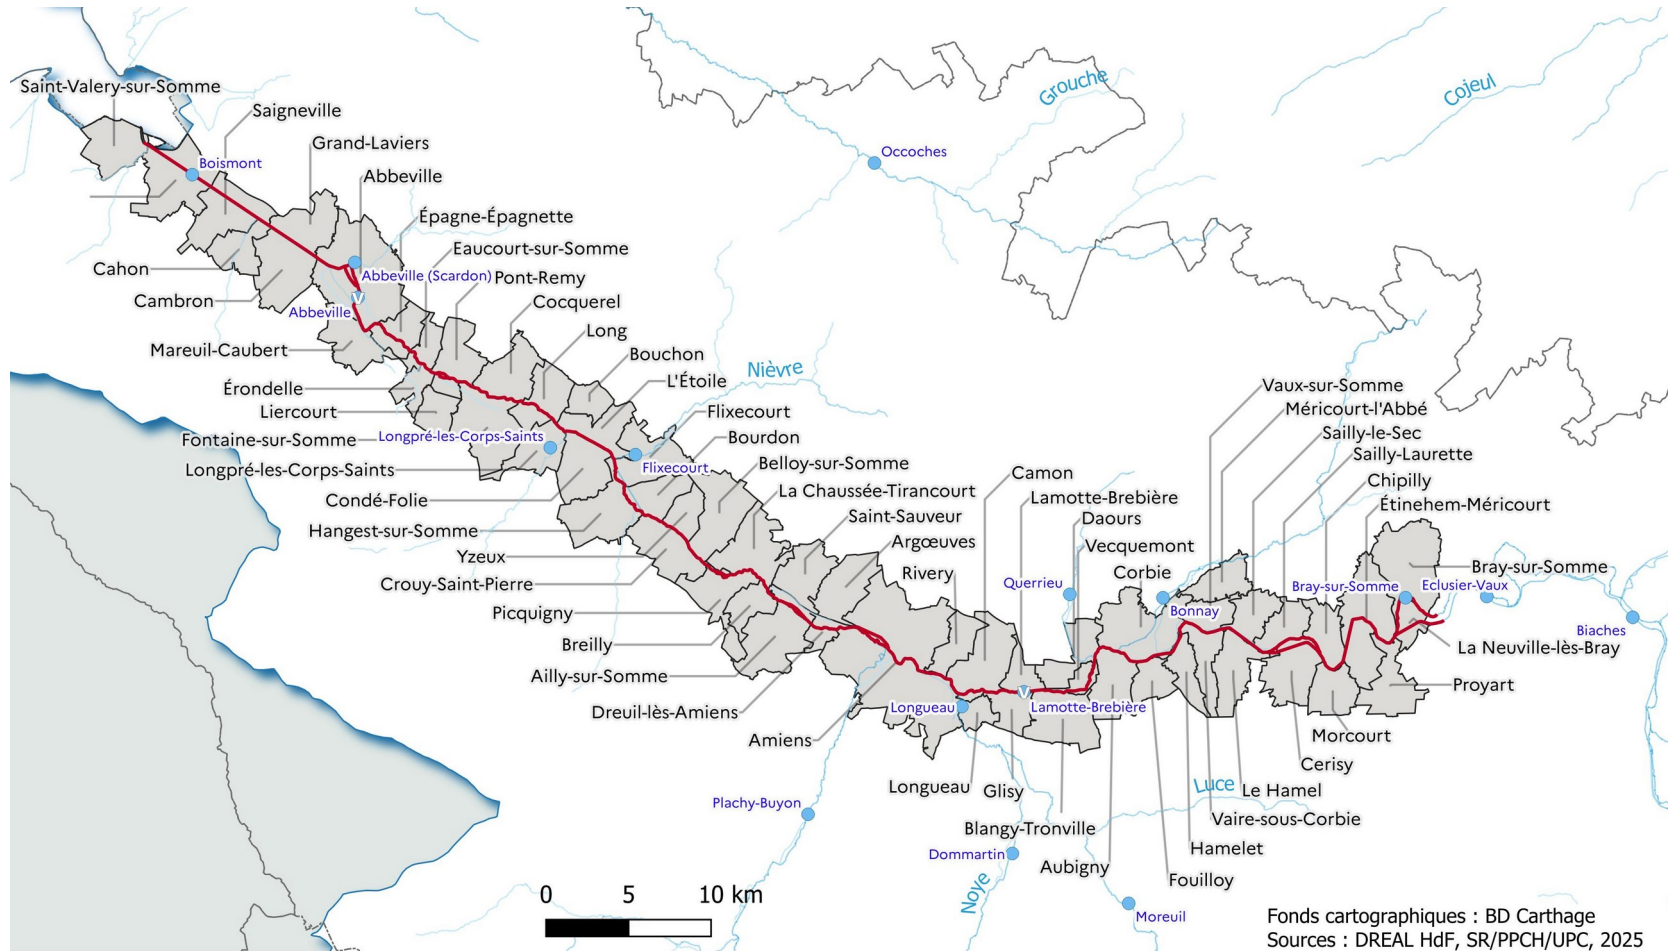 Saint-Valery-sur-Somme
Saigneville
Grand-Laviers
Abbeville
Épagne-Épagnette
Eaucourt-sur-Somme
Pont-Remy
Cocquerel
Long
Bouchon
L'Étoile
Flixecourt
Bourdon
Belloy-sur-Somme
La Chaussée-Tirancourt
Saint-Sauveur
Argœuves
Rivery
Camon
Lamotte-Brebière
Daours
Vecquemont
Corbie
Vaux-sur-Somme
Méricourt-l'Abbé
Sailly-le-Sec
Sailly-Laurette
Chipilly
Étinehem-Méricourt
Bray-sur-Somme
La Neuville-lès-Bray
Proyart
Morcourt
Cerisy
Le Hamel
Vaire-sous-Corbie
Hamelet
Fouilloy
Aubigny
Blangy-Tronville
Glisy
Longueau
Amiens
Dreuil-lès-Amiens
Ailly-sur-Somme
Breilly
Picquigny
Crouy-Saint-Pierre
Yzeux
Hangest-sur-Somme
Condé-Folie
Longpré-les-Corps-Saints
Fontaine-sur-Somme
Liercourt
Érondelle
Mareuil-Caubert
Cambron
Cahon
Boismont
Abbeville (Scardon)
V
Abbeville
Longpré-les-Corps-Saints
Flixecourt
Occoches
Querrieu
Bonnay
Bray-sur-Somme
Eclusier-Vaux
Biaches
Longueau
V
Lamotte-Brebière
Plachy-Buyon
Dommartin
Moreuil
Grouche
Cojeul
Nièvre
Luce
Noye
0 5 10 km
Fonds cartographiques : BD Carthage
Sources : DREAL HdF, SR/PPCH/UPC, 2025